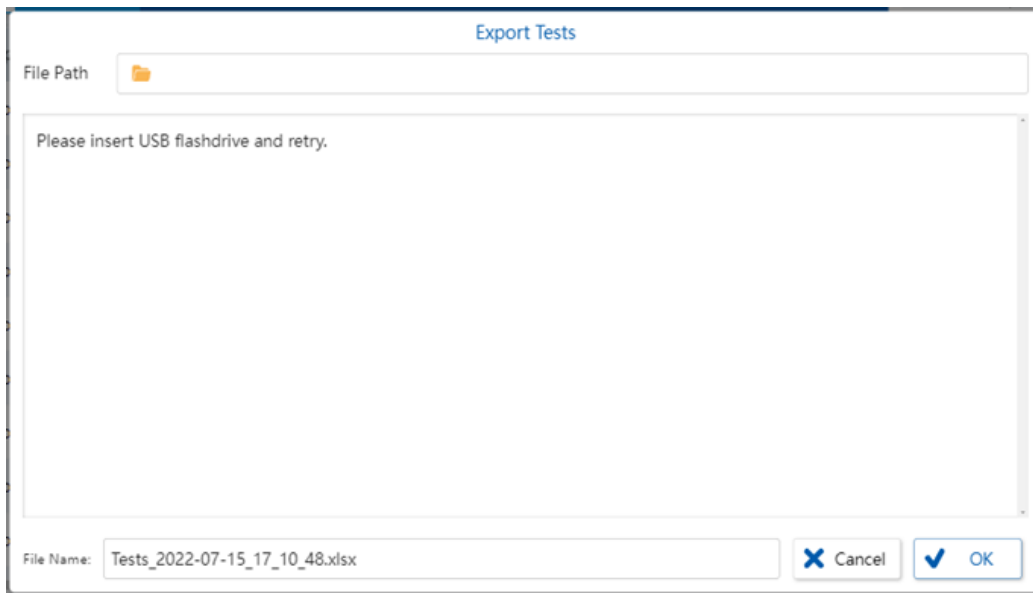 Export Tests
File Path
Please insert USB flashdrive and retry.
File Name: Tests_2022-07-15_17_10_48.xlsx Cancel OK